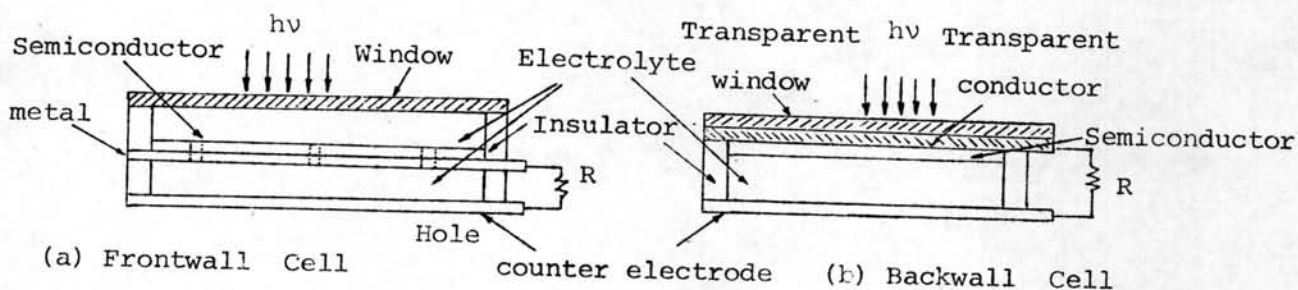 hν
Semiconductor
Window
metal
Electrolyte
Insulator
R
Hole
counter electrode
(a) Frontwall Cell
Transparent hν Transparent
window
conductor
Semiconductor
R
(b) Backwall Cell